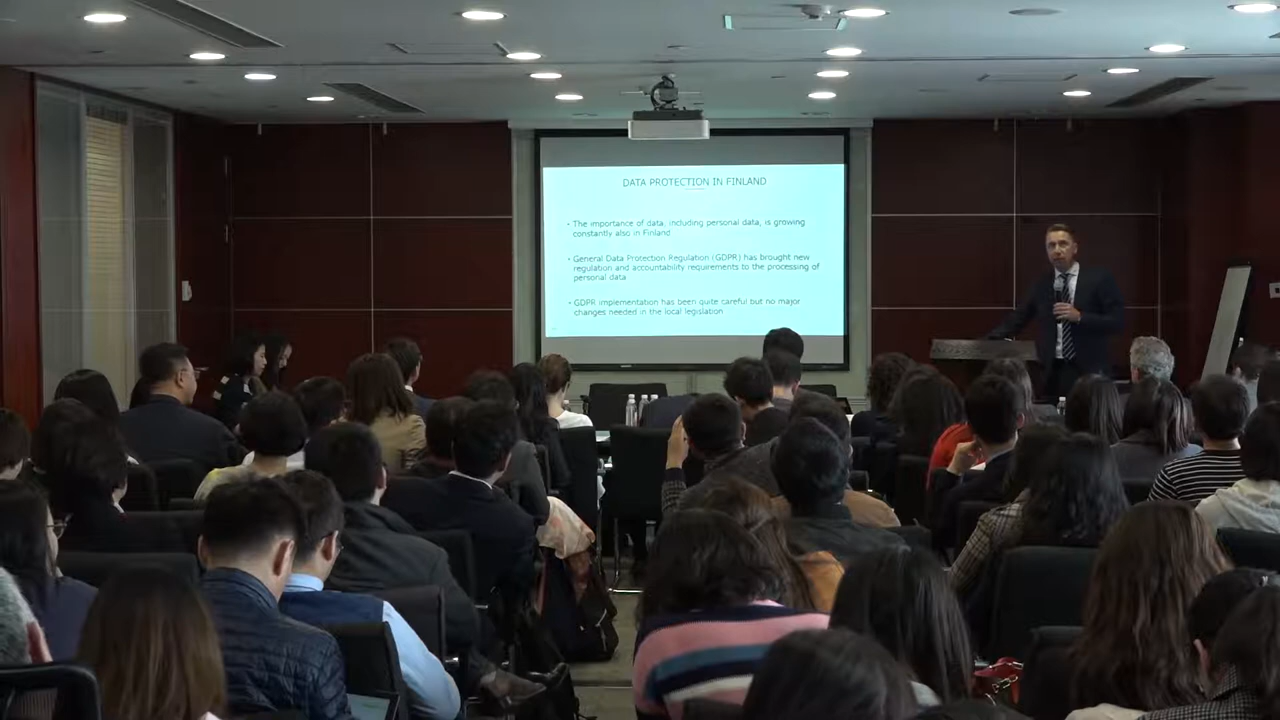 DATA PROTECTION IN FINLAND
• The importance of data, including personal data, is growing
constantly also in Finland
• General Data Protection Regulation (GDPR) has brought new
regulation and accountability requirements to the processing of
personal data
• GDPR implementation has been quite careful but no major
changes needed in the local legislation